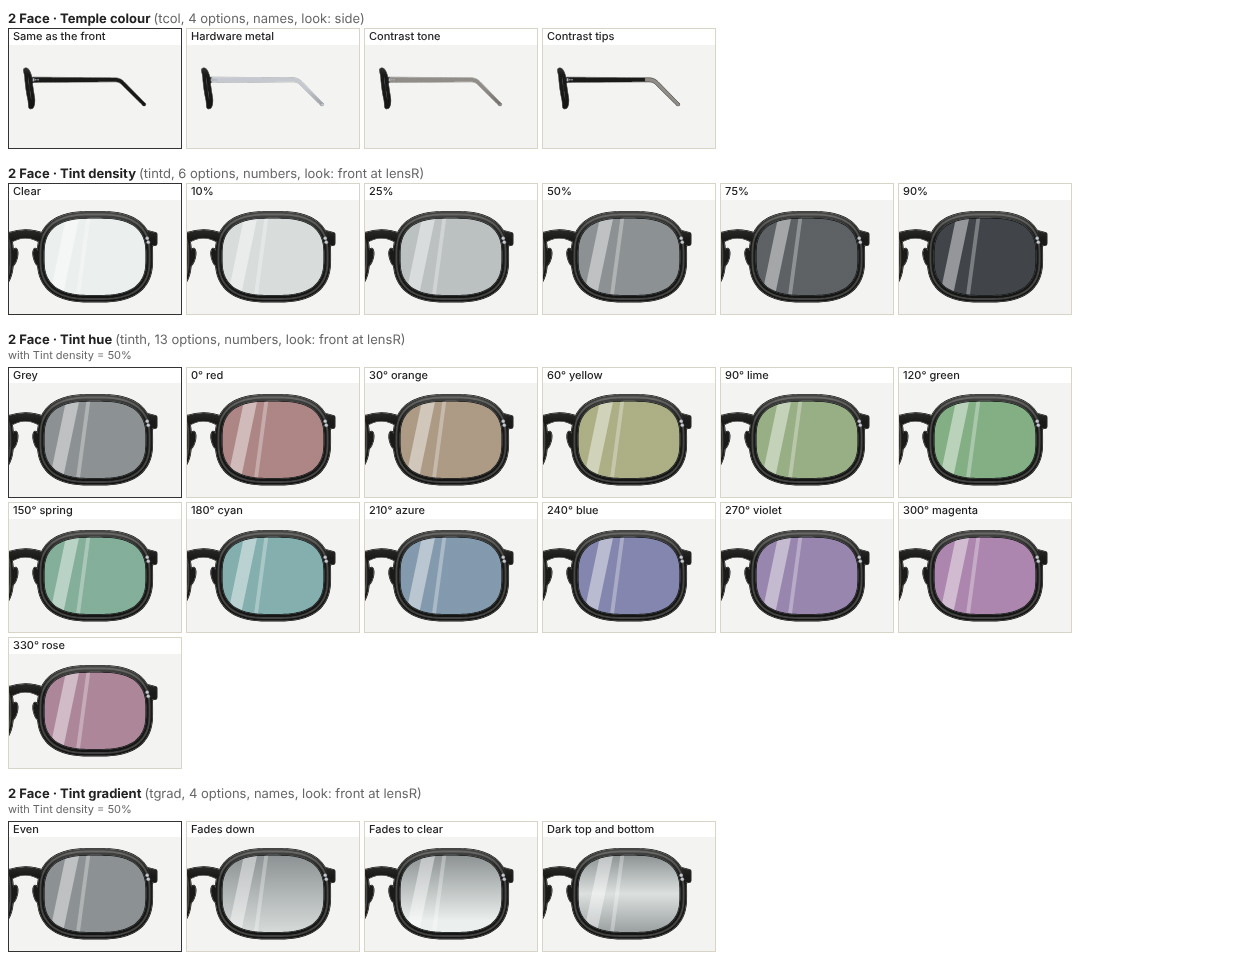 2 Face · Temple colour (tcol, 4 options, names, look: side)
Same as the front
Hardware metal
Contrast tone
Contrast tips
2 Face · Tint density (tintd, 6 options, numbers, look: front at lensR)
Clear
10%
25%
50%
75%
90%
2 Face · Tint hue (tinth, 13 options, numbers, look: front at lensR)
with Tint density = 50%
Grey
0° red
30° orange
60° yellow
90° lime
120° green
150° spring
180° cyan
210° azure
240° blue
270° violet
300° magenta
330° rose
2 Face · Tint gradient (tgrad, 4 options, names, look: front at lensR)
with Tint density = 50%
Even
Fades down
Fades to clear
Dark top and bottom